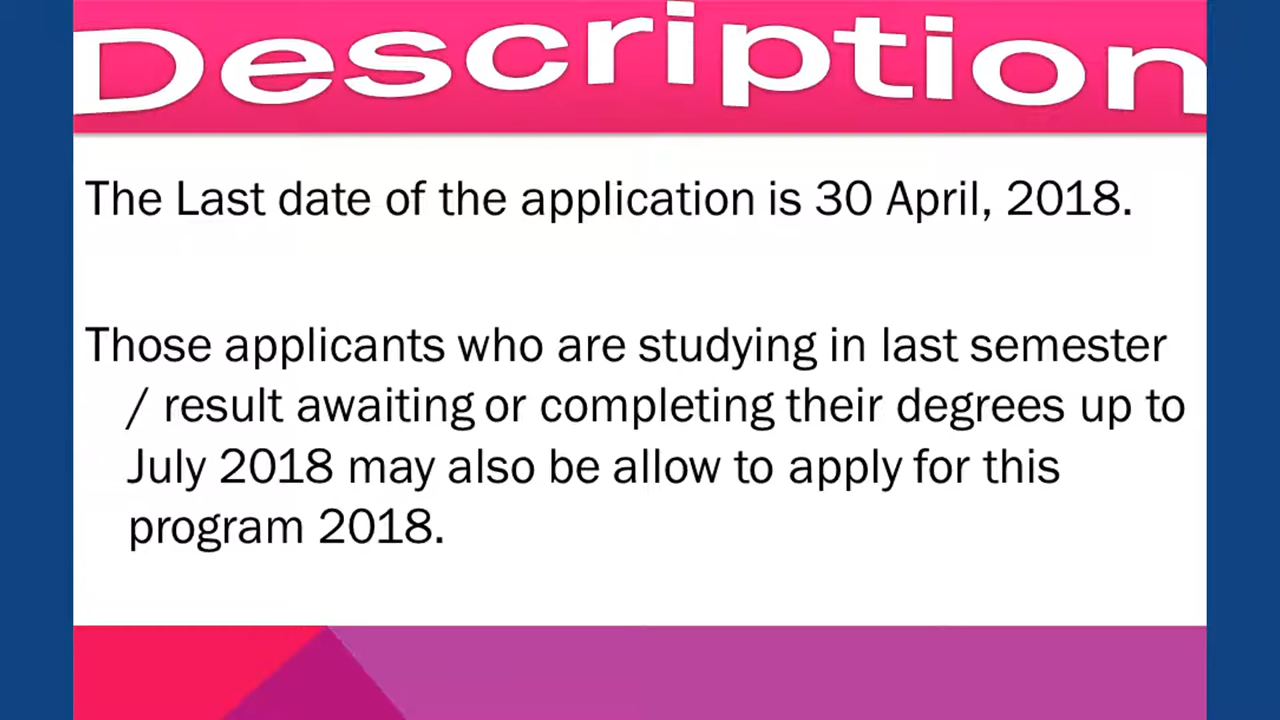 Description
The Last date of the application is 30 April, 2018.
Those applicants who are studying in last semester
/ result awaiting or completing their degrees up to
July 2018 may also be allow to apply for this
program 2018.